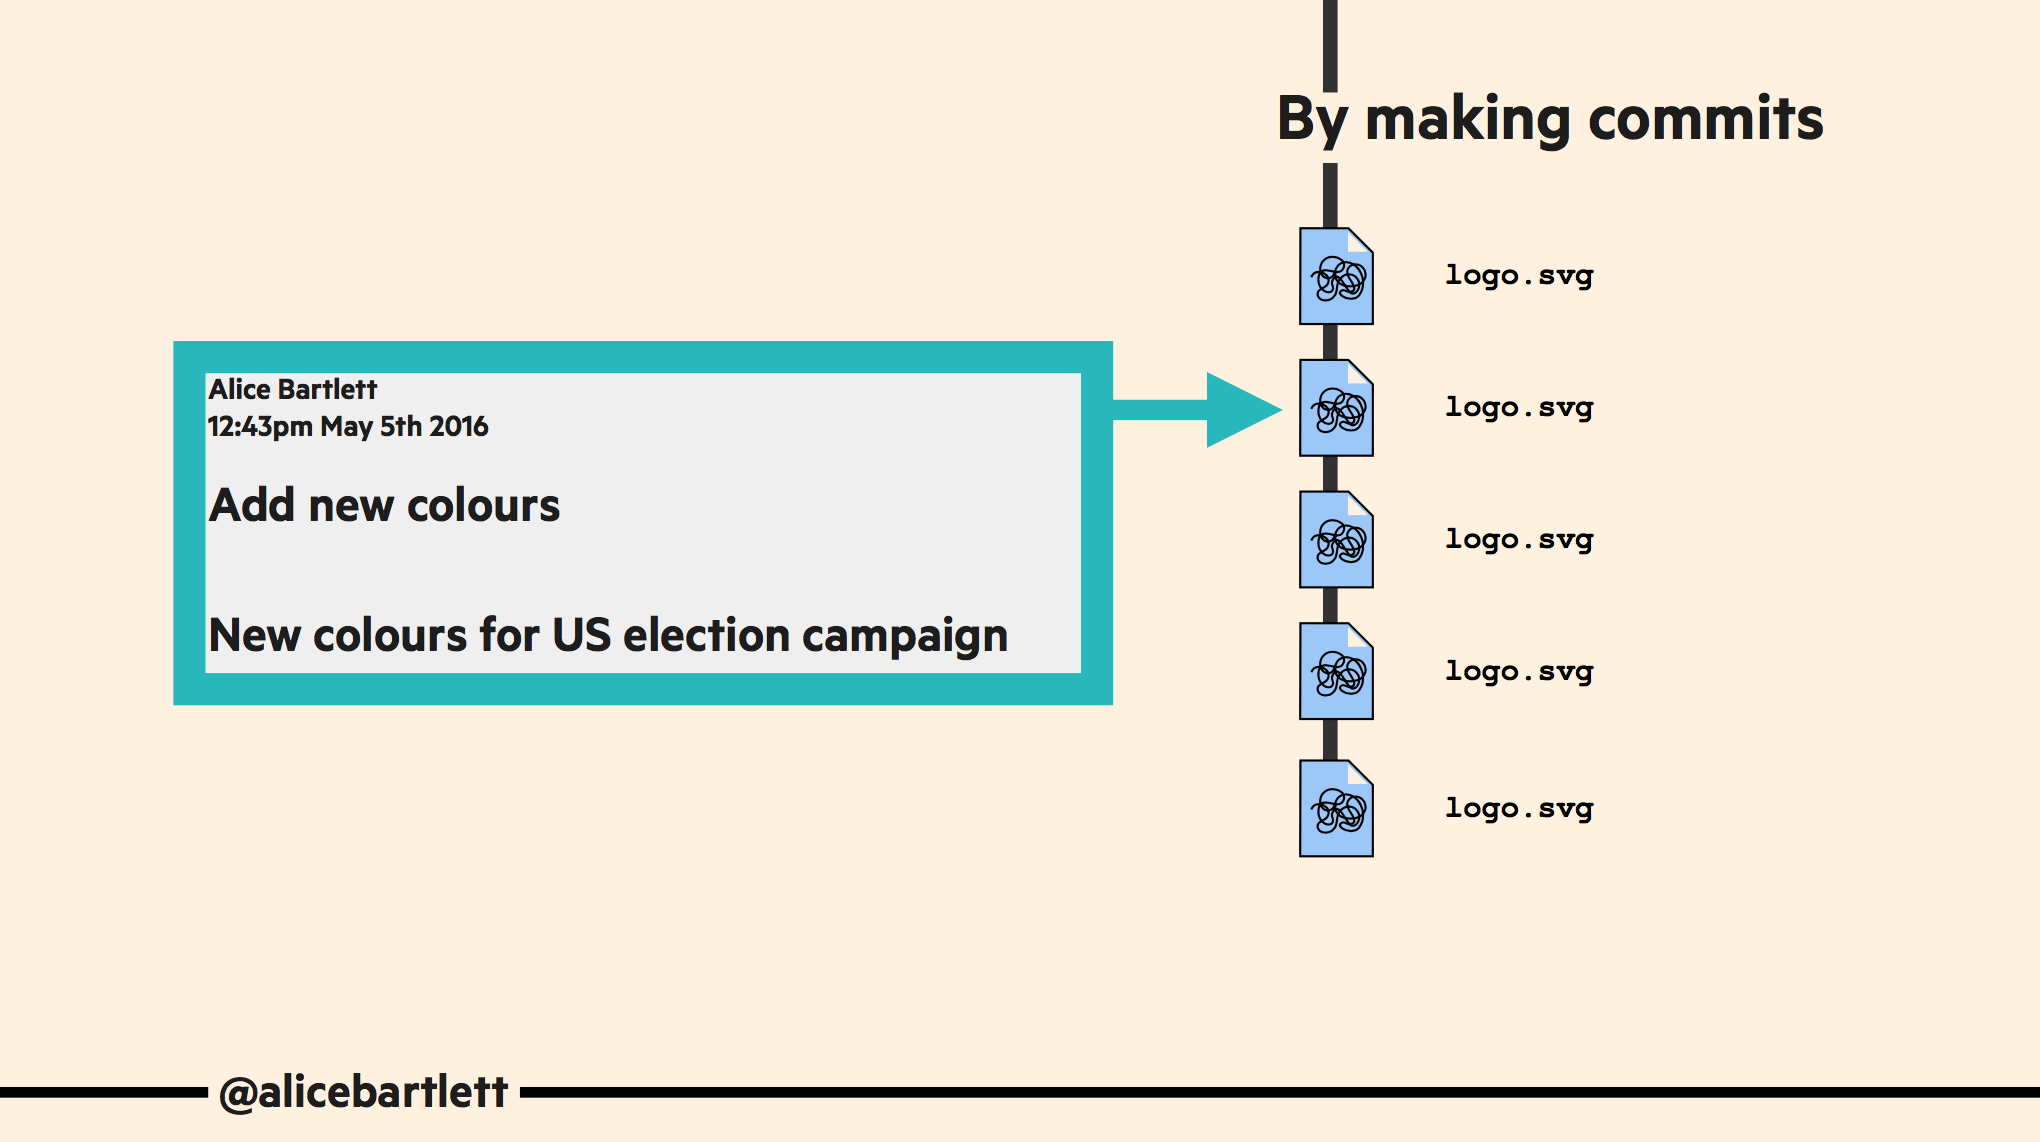 By making commits
logo.svg
Alice Bartlett
12:43pm May 5th 2016
Add new colours
New colours for US election campaign
logo.svg
logo.svg
logo.svg
logo.svg
@alicebartlett